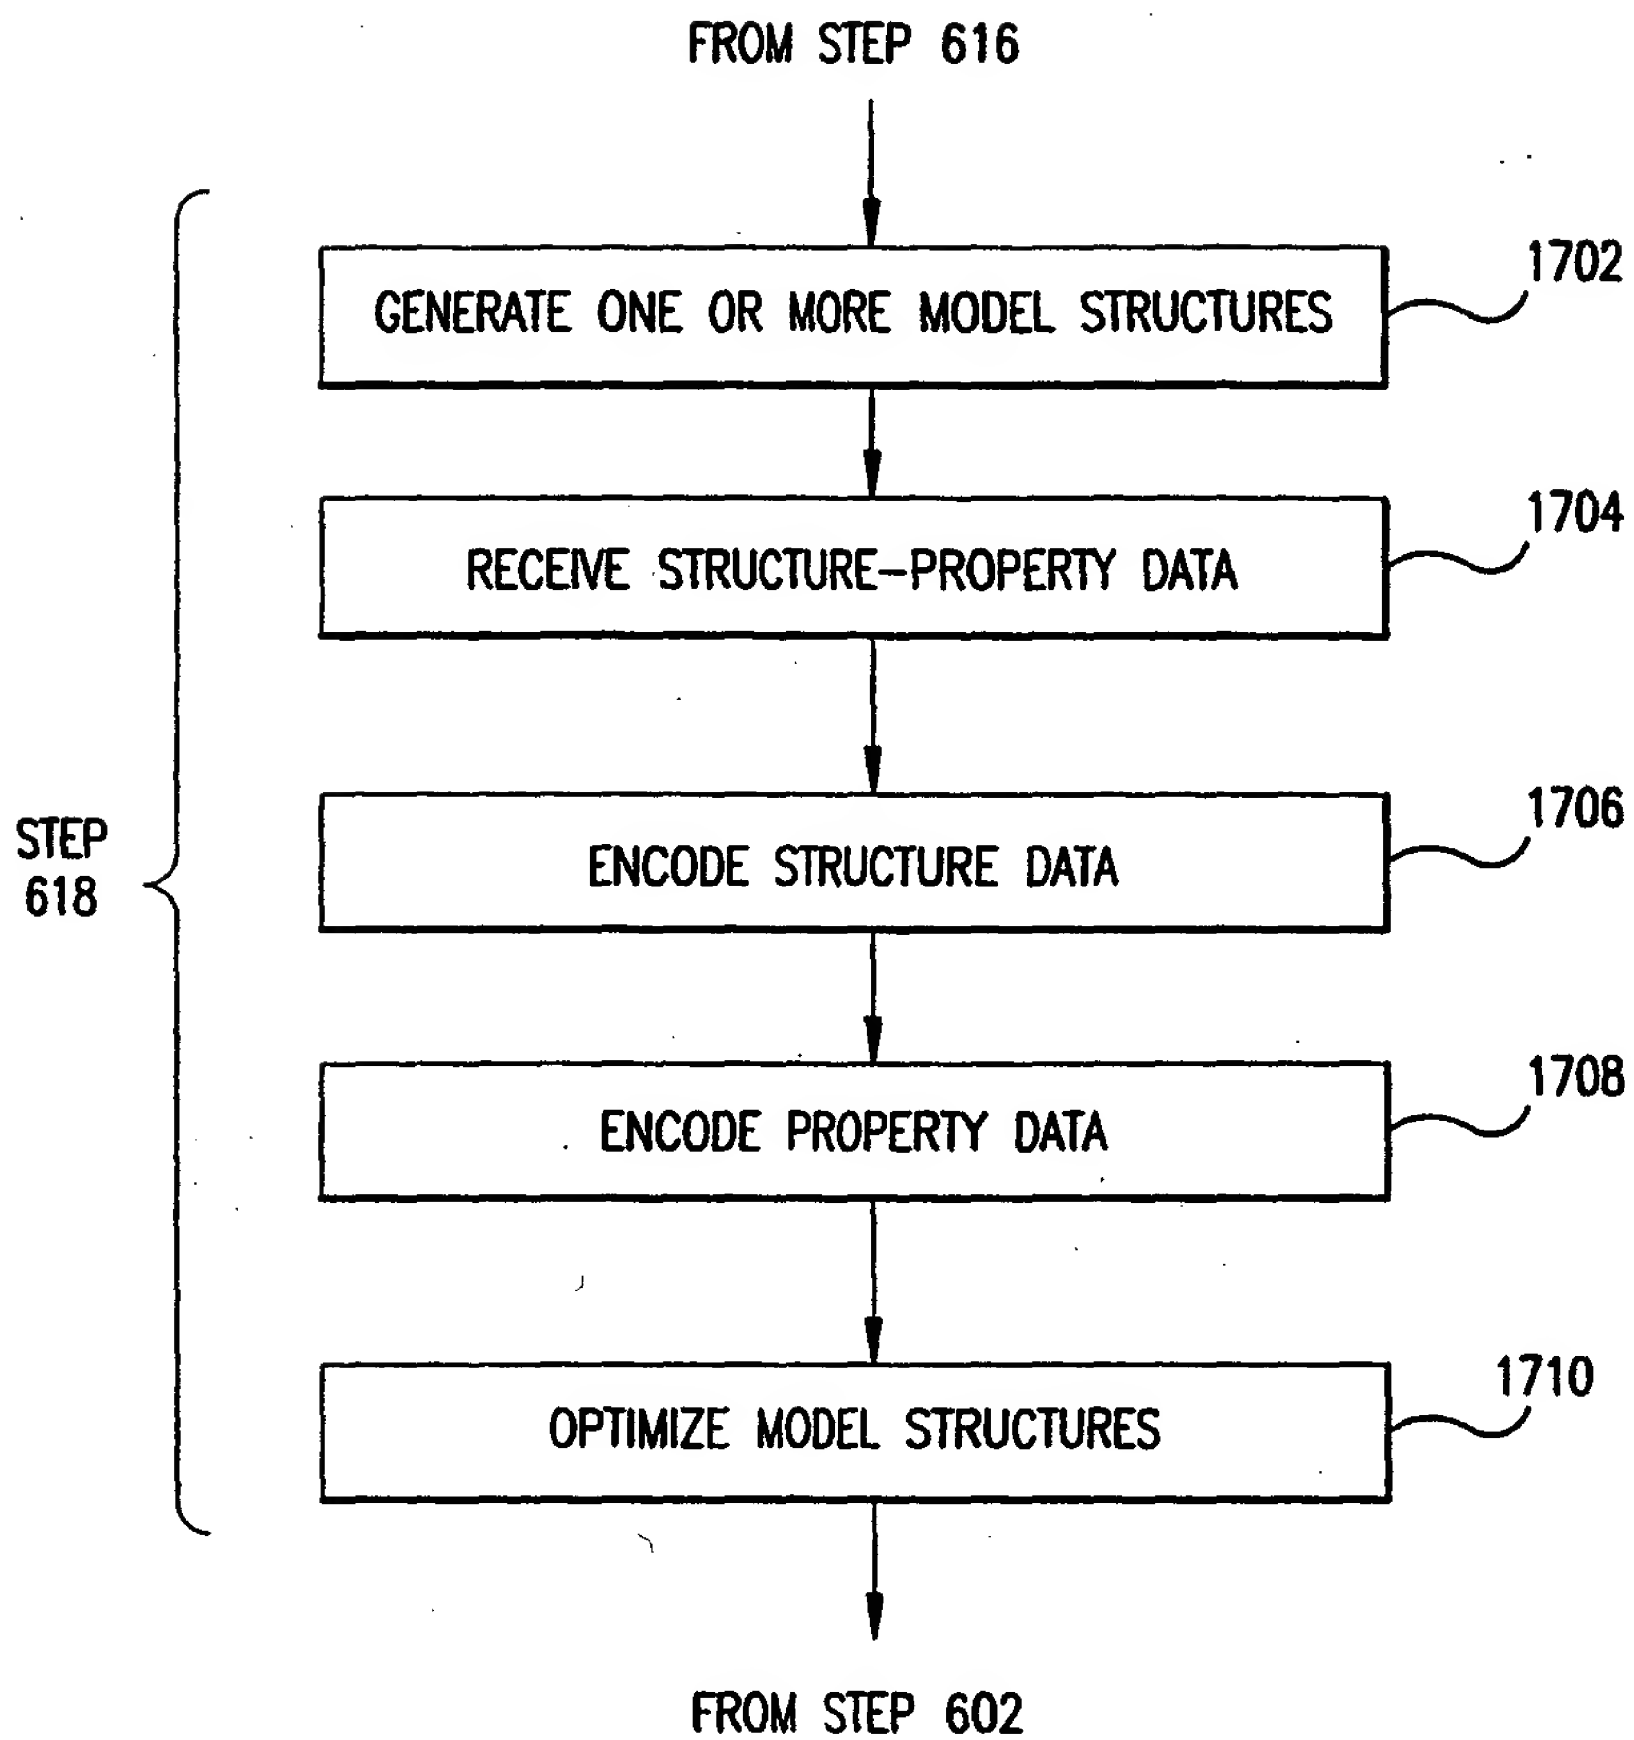 FROM STEP 616
1702
GENERATE ONE OR MORE MODEL STRUCTURES
1704
RECEIVE STRUCTURE-PROPERTY DATA
1706
STEP
618
ENCODE STRUCTURE DATA
1708
ENCODE PROPERTY DATA
1710
OPTIMIZE MODEL STRUCTURES
FROM STEP 602